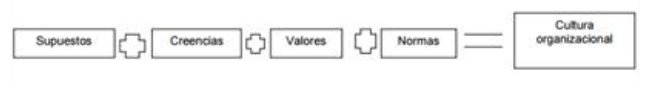 Supuestos
Creencias
Valores
Normas
Cultura
organizacional